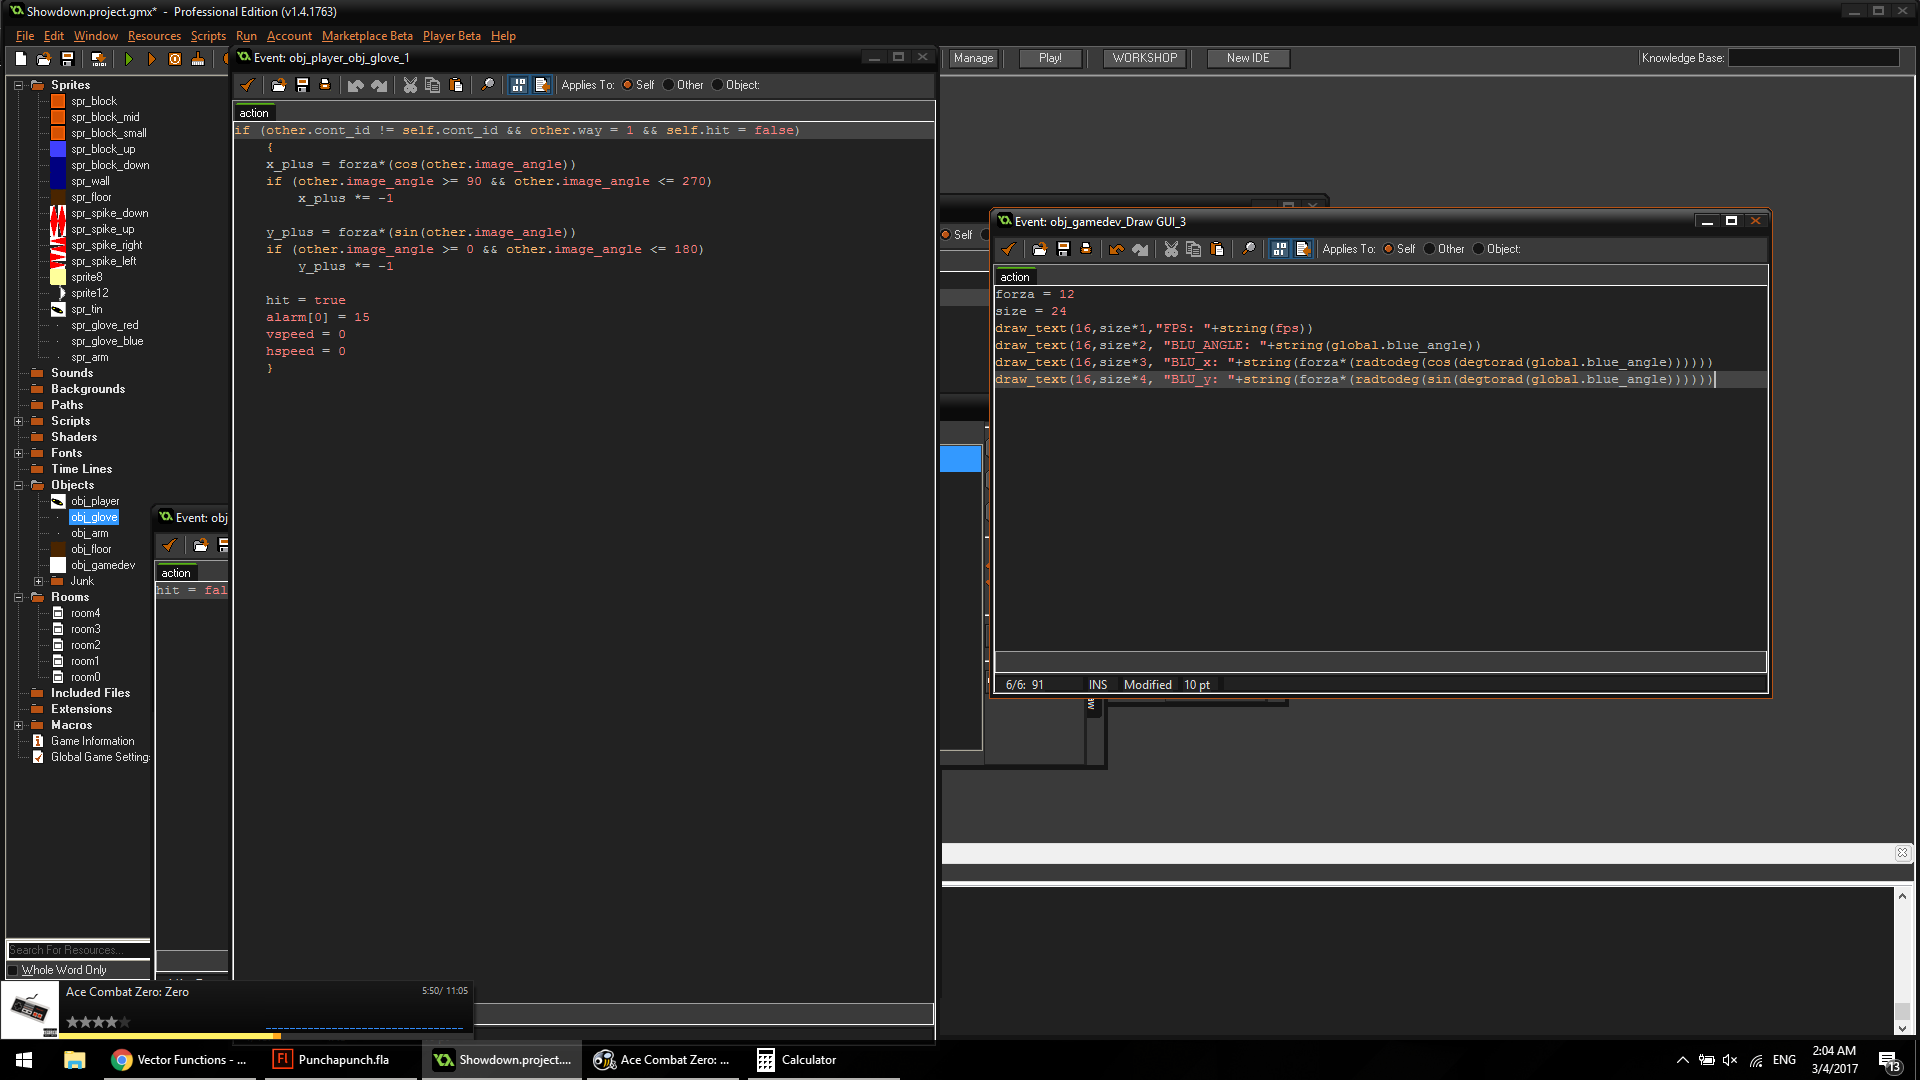 Showdown.project.gmx* - Professional Edition (v1.4.1763)
File Edit Window Resources Scripts Run Account Marketplace Beta Player Beta Help
Manage Play! WORKSHOP New IDE Knowledge Base:
Sprites
spr_block
spr_block_mid
spr_block_small
spr_block_up
spr_block_down
spr_wall
spr_floor
spr_spike_down
spr_spike_up
spr_spike_right
spr_spike_left
sprite8
sprite12
spr_tin
spr_glove_red
spr_glove_blue
spr_arm
Sounds
Backgrounds
Paths
Scripts
Shaders
Fonts
Time Lines
Objects
obj_player
obj_glove
obj_arm
obj_floor
obj_gamedev
Junk
Rooms
room4
room3
room2
room1
room0
Included Files
Extensions
Macros
Game Information
Global Game Setting
Search For Resources...
Whole Word Only
Event: obj
action
hit = fal
Event: obj_player_obj_glove_1
Applies To: Self Other Object:
action
if (other.cont_id != self.cont_id && other.way = 1 && self.hit = false)
{
x_plus = forza*(cos(other.image_angle))
if (other.image_angle >= 90 && other.image_angle <= 270)
x_plus *= -1
y_plus = forza*(sin(other.image_angle))
if (other.image_angle >= 0 && other.image_angle <= 180)
y_plus *= -1
hit = true
alarm[0] = 15
vspeed = 0
hspeed = 0
}
Self
Event: obj_gamedev_Draw GUI_3
Applies To: Self Other Object:
action
forza = 12
size = 24
draw_text(16,size*1,"FPS: "+string(fps))
draw_text(16,size*2, "BLU_ANGLE: "+string(global.blue_angle))
draw_text(16,size*3, "BLU_x: "+string(forza*(radtodeg(cos(degtorad(global.blue_angle))))))
draw_text(16,size*4, "BLU_y: "+string(forza*(radtodeg(sin(degtorad(global.blue_angle))))))
6/6: 91 INS Modified 10 pt
Ace Combat Zero: Zero 5:50/ 11:05
Vector Functions - ... Punchapunch.fla Showdown.project.... Ace Combat Zero: ... Calculator
ENG
2:04 AM
3/4/2017
13